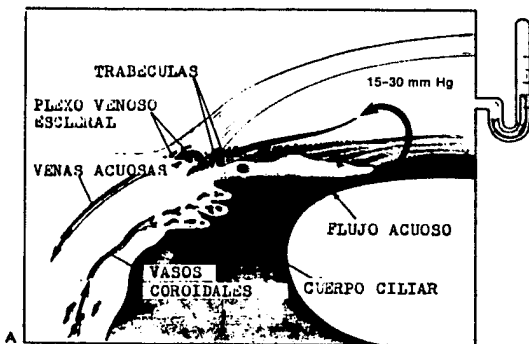 TRABECULAS
15-30 mm Hg
PLEXO VENOSO
ESCLERAL
VENAS ACUOSAS
FLUJO ACUOSO
VASOS
COROIDALES
CUERPO CILIAR
A